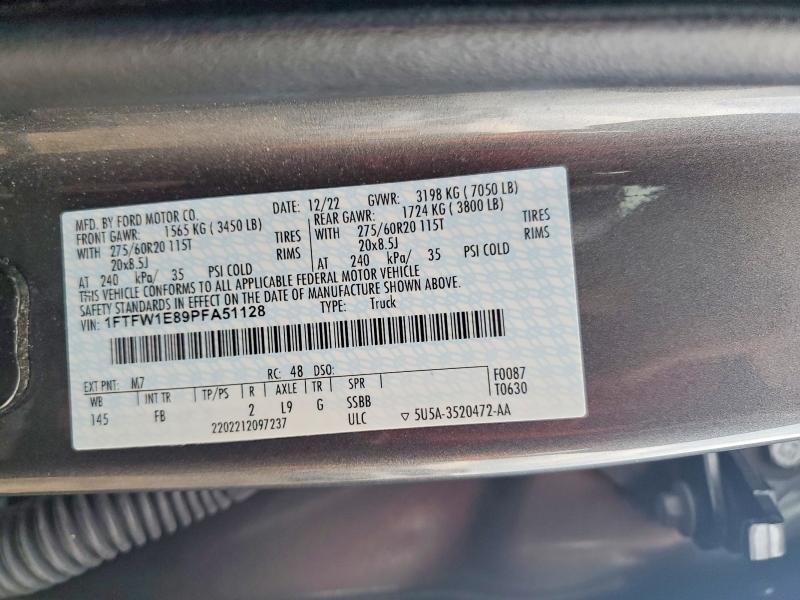 MFD. BY FORD MOTOR CO. DATE: 12/22 GVWR: 3198 KG ( 7050 LB)
FRONT GAWR: 1565 KG ( 3450 LB) REAR GAWR: 1724 KG ( 3800 LB)
WITH 275/60R20 115T TIRES WITH 275/60R20 115T TIRES
20x8.5J RIMS 20x8.5J RIMS
AT 240 kPa/ 35 PSI COLD AT 240 kPa/ 35 PSI COLD
THIS VEHICLE CONFORMS TO ALL APPLICABLE FEDERAL MOTOR VEHICLE
SAFETY STANDARDS IN EFFECT ON THE DATE OF MANUFACTURE SHOWN ABOVE.
VIN: 1FTFW1E89PFA51128 TYPE: Truck
EXT PNT: M7 RC: 48 DSO: F0087
WB INT TR TP/PS R AXLE TR SPR T0630
145 FB 2 L9 G SSBB
2202212097237 ULC ▽ 5U5A-3520472-AA